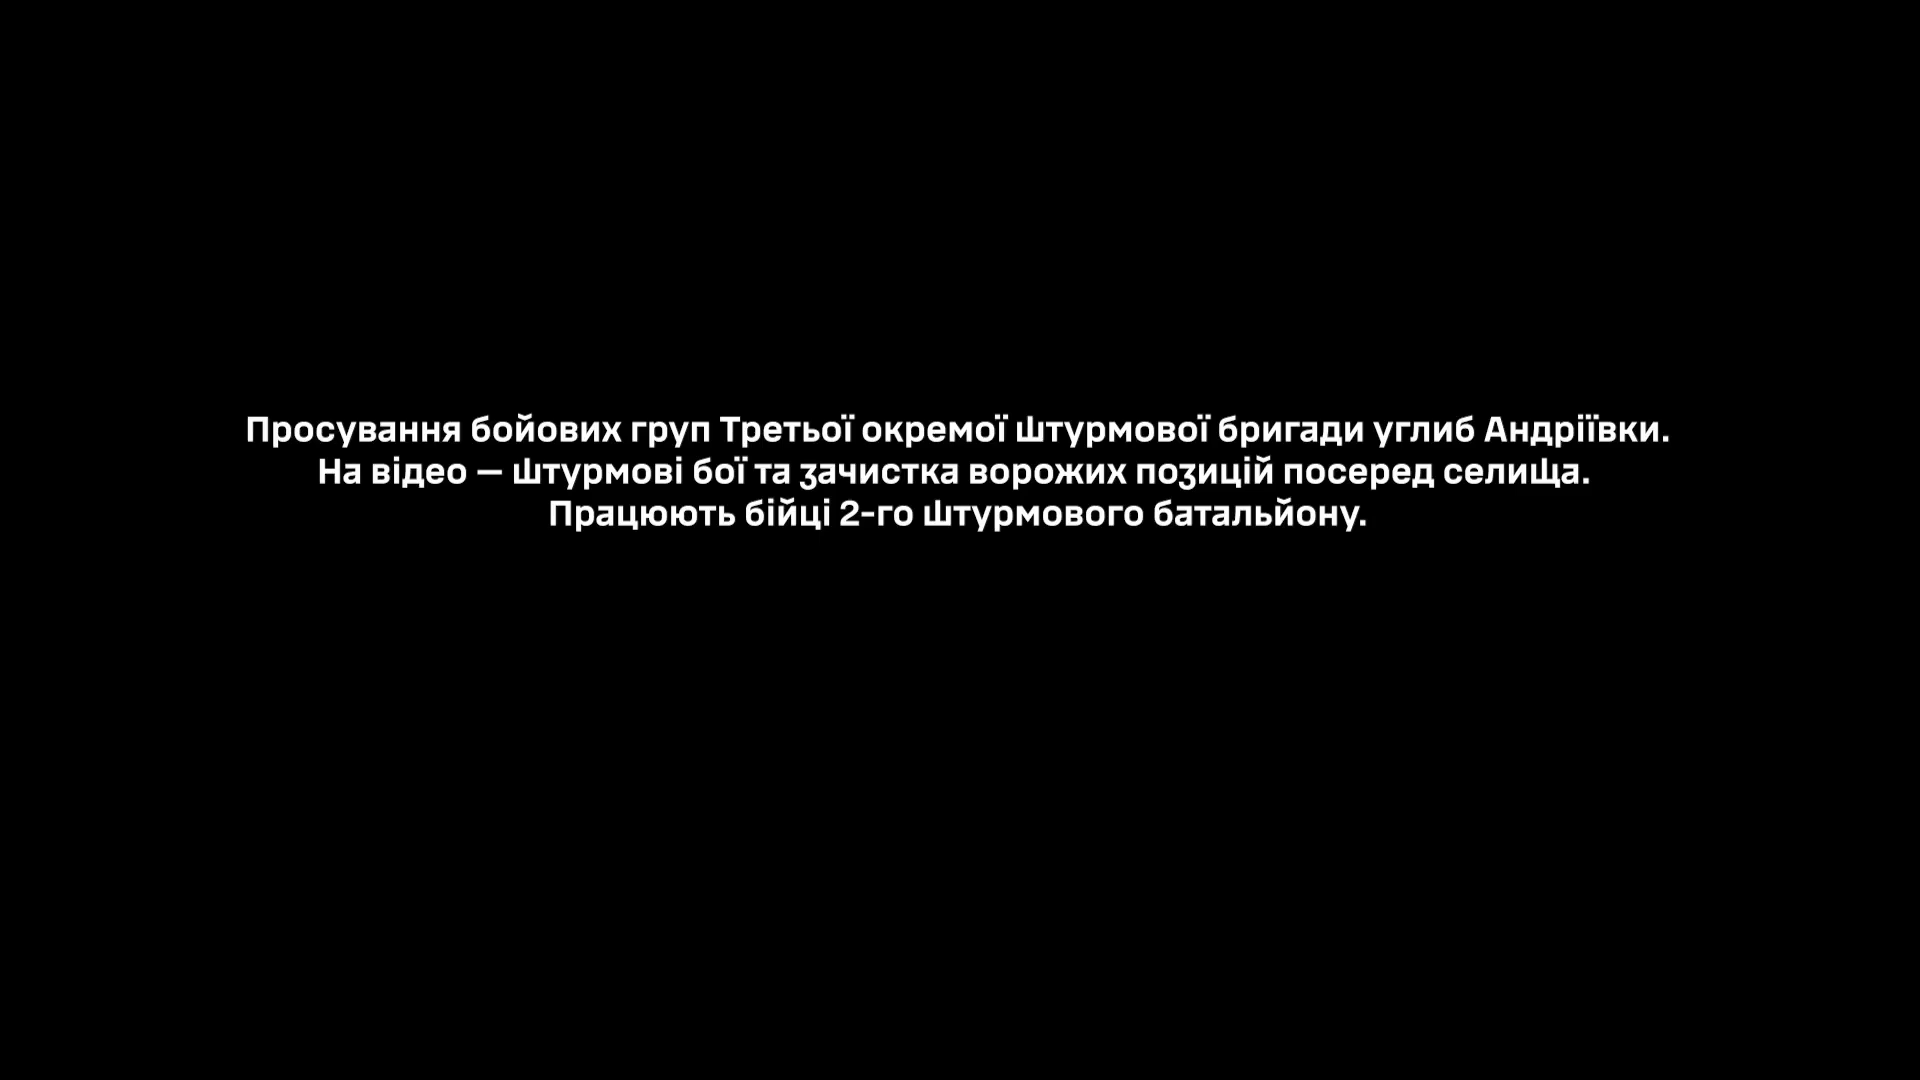 Просування бойових груп Третьої окремої штурмової бригади углиб Андріївки.
На відео — штурмові бої та зачистка ворожих позицій посеред селища.
Працюють бійці 2-го штурмового батальйону.